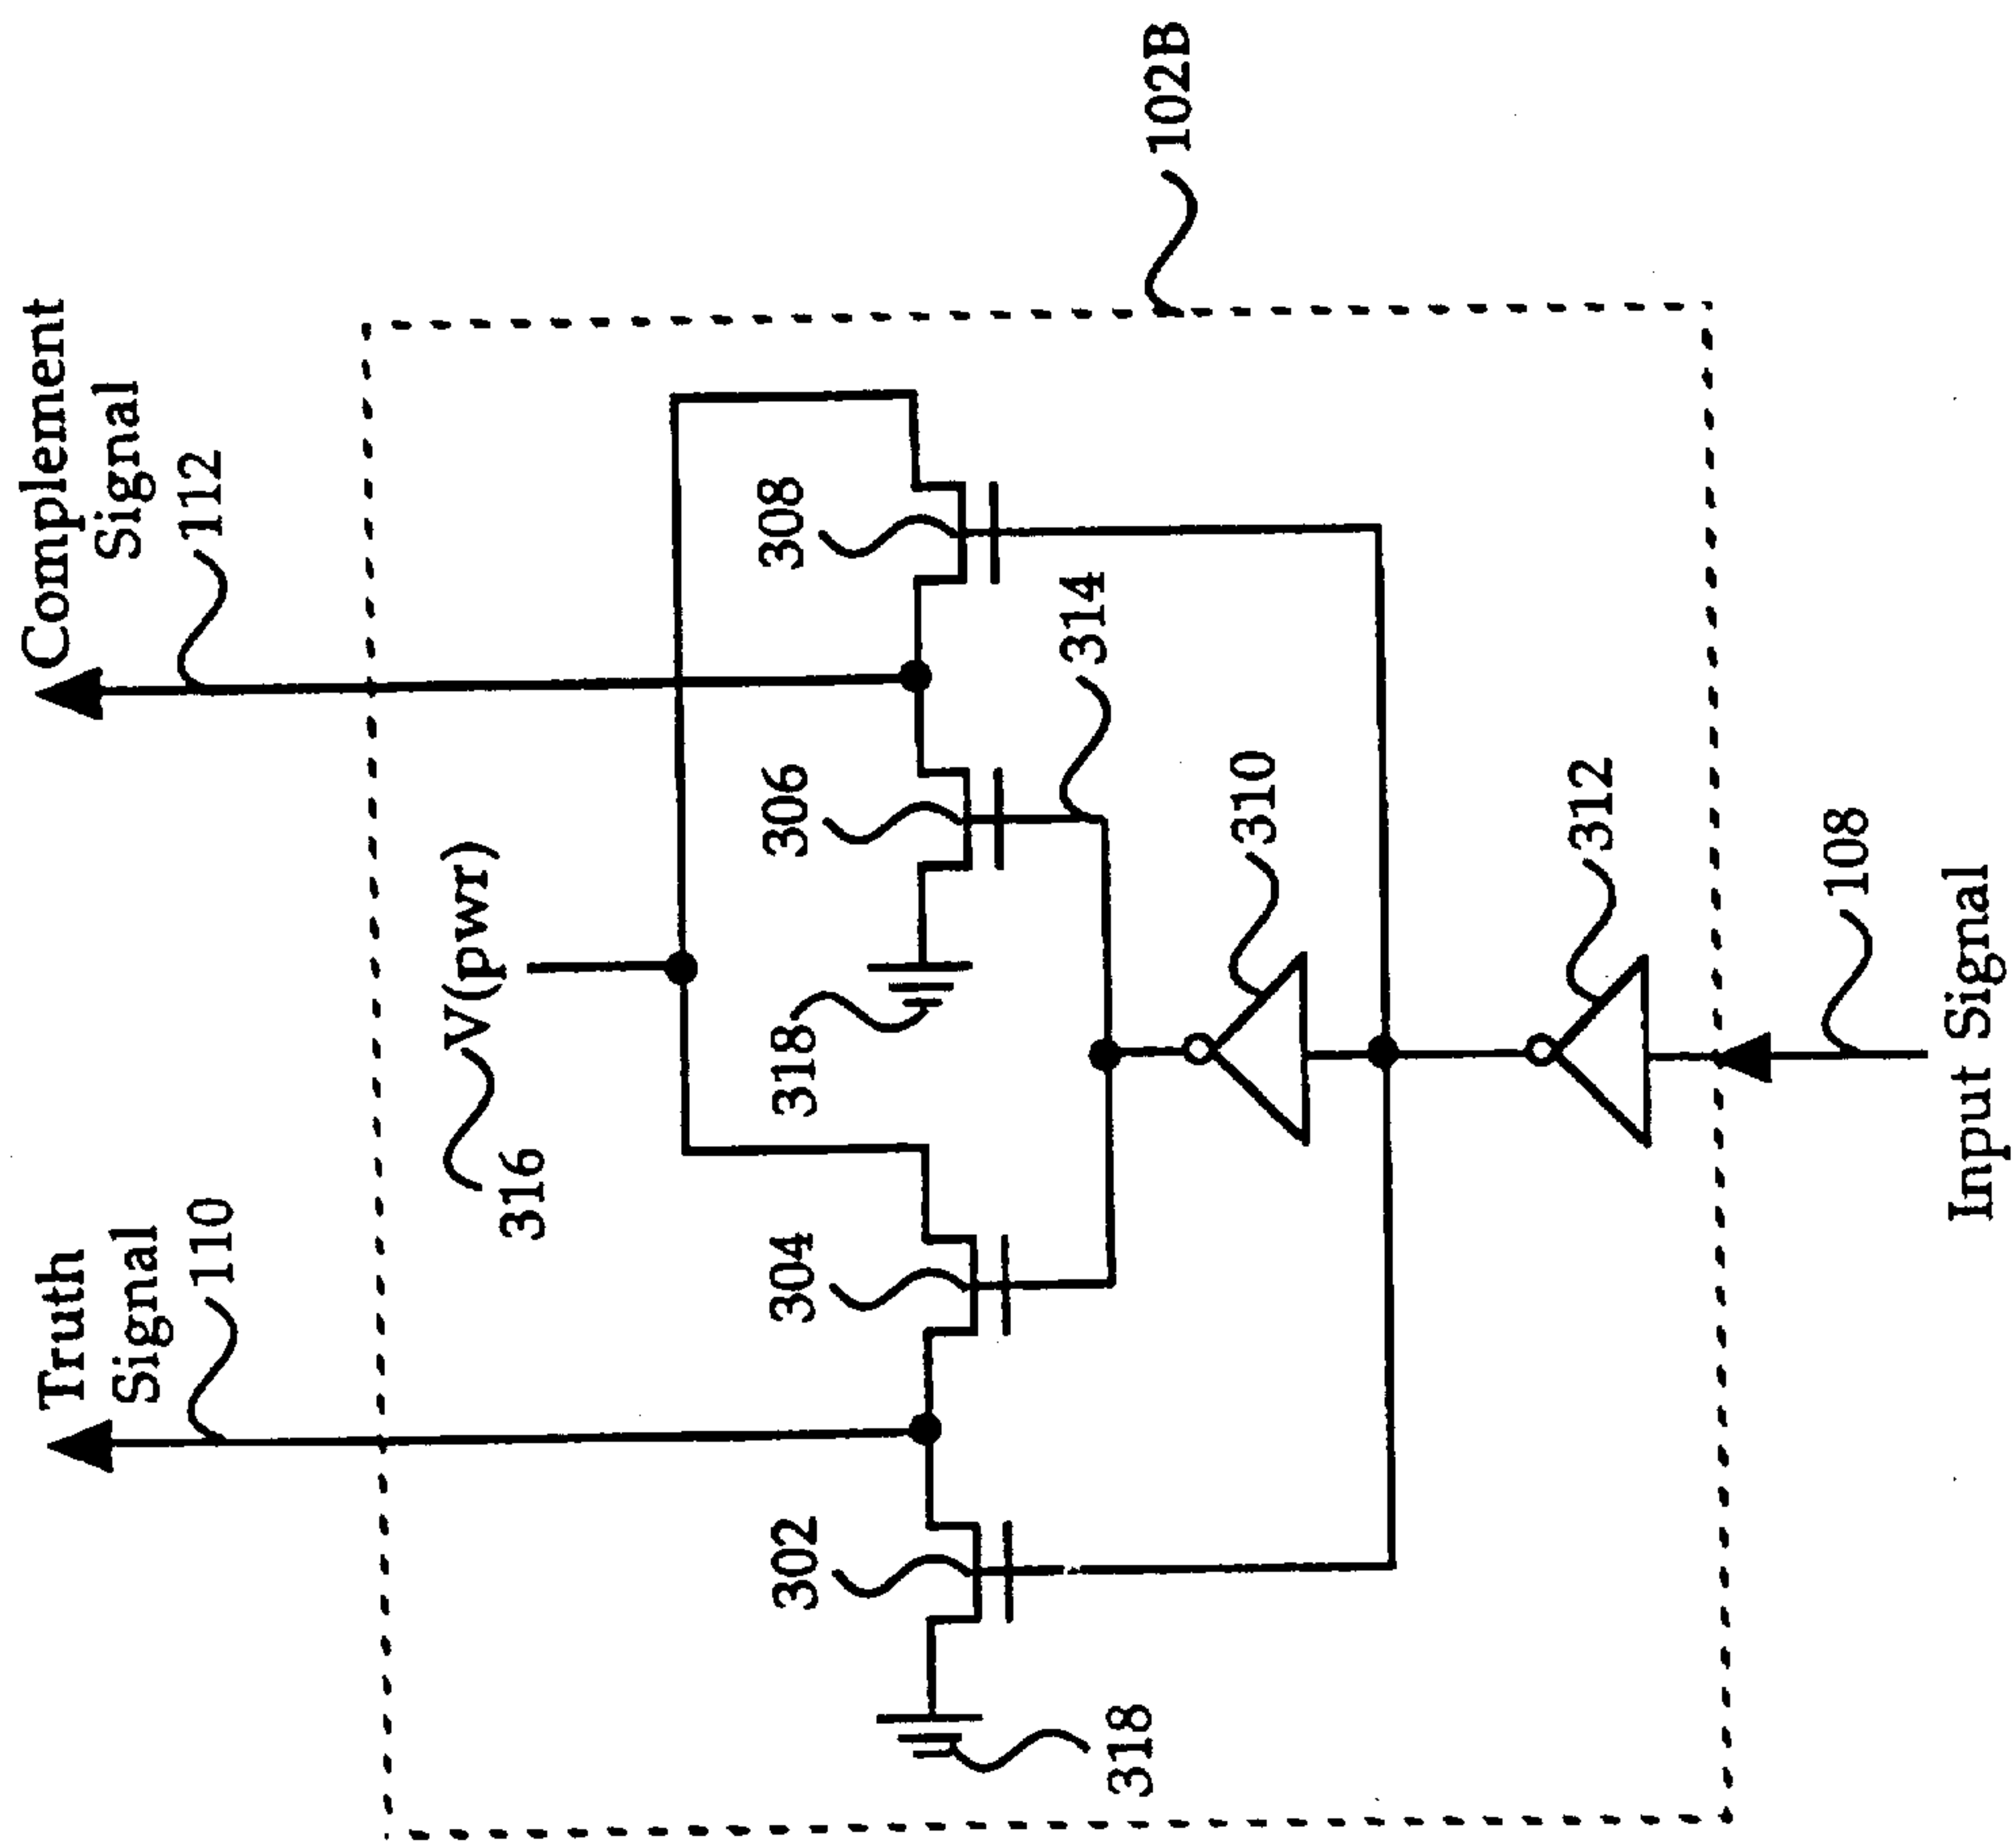 Truth
Signal
110
Complement
Signal
112
316
V(pwr)
302
304
318
306
308
318
314
310
312
108
Input Signal
102B